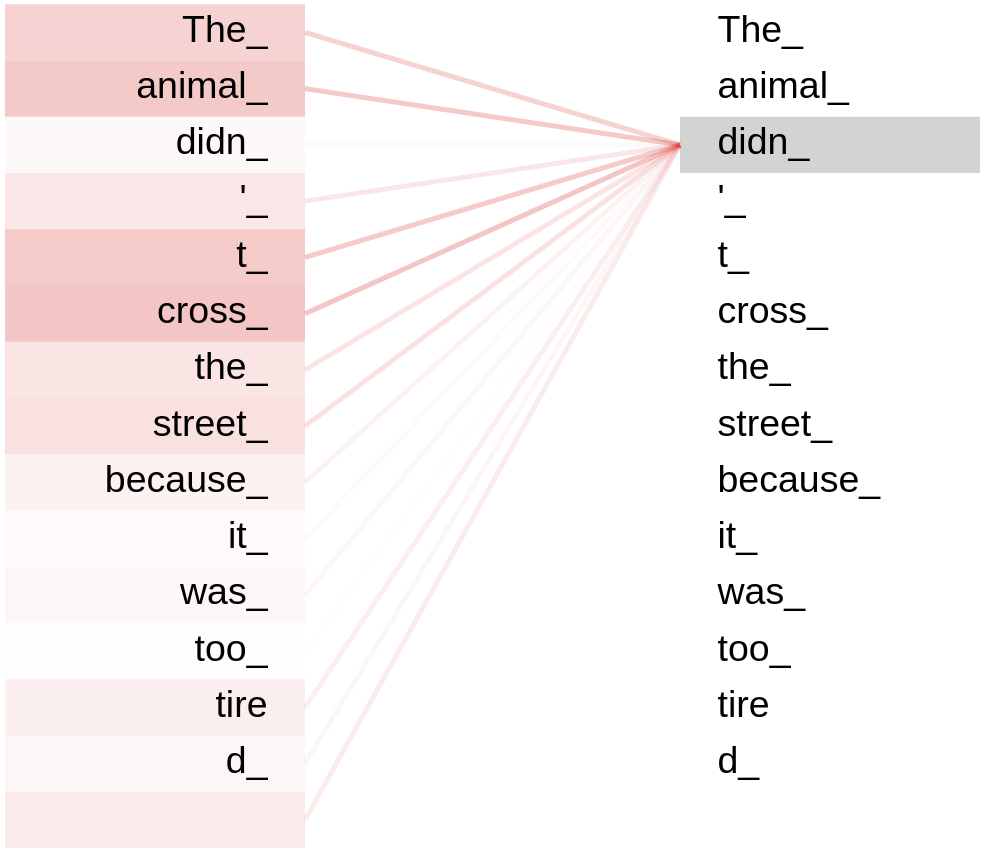 The_ The_
animal_ animal_
didn_ didn_
'_ '_
t_ t_
cross_ cross_
the_ the_
street_ street_
because_ because_
it_ it_
was_ was_
too_ too_
tire tire
d_ d_